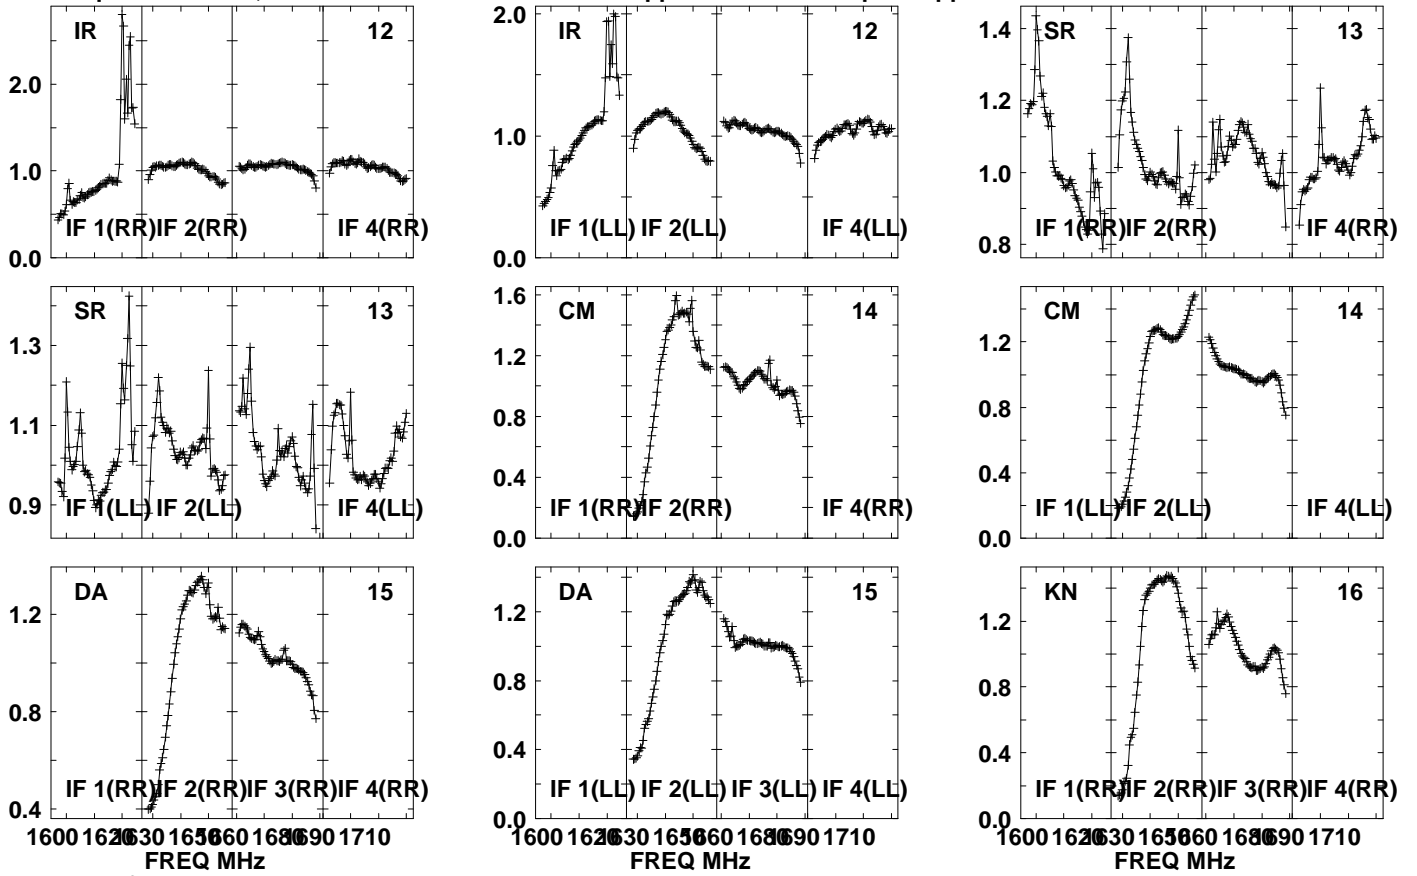 IR 12
2.0
1.0
0.0
IF 1(RR) IF 2(RR) IF 4(RR)
IR 12
2.0
1.0
0.0
IF 1(LL) IF 2(LL) IF 4(LL)
SR 13
1.4
1.2
1.0
0.8
IF 1(RR) IF 2(RR) IF 4(RR)
SR 13
1.3
1.1
0.9
IF 1(LL) IF 2(LL) IF 4(LL)
CM 14
1.6
1.2
0.8
0.4
0.0
IF 1(RR) IF 2(RR) IF 4(RR)
CM 14
1.2
0.8
0.4
0.0
IF 1(LL) IF 2(LL) IF 4(LL)
DA 15
1.2
0.8
0.4
IF 1(RR) IF 2(RR) IF 3(RR) IF 4(RR)
1600 1620 1630 1650 1660 1680 1690 1710
FREQ MHz
DA 15
1.2
0.8
0.4
0.0
IF 1(LL) IF 2(LL) IF 3(LL) IF 4(LL)
1600 1620 1630 1650 1660 1680 1690 1710
FREQ MHz
KN 16
1.2
0.8
0.4
0.0
IF 1(RR) IF 2(RR) IF 3(RR) IF 4(RR)
1600 1620 1630 1650 1660 1680 1690 1710
FREQ MHz